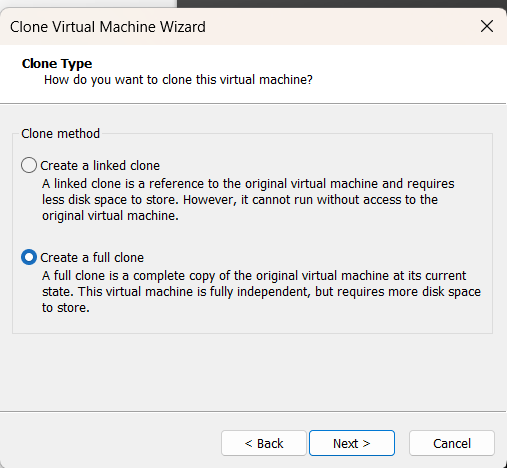 Clone Virtual Machine Wizard
Clone Type
How do you want to clone this virtual machine?
Clone method
Create a linked clone
A linked clone is a reference to the original virtual machine and requires
less disk space to store. However, it cannot run without access to the
original virtual machine.
Create a full clone
A full clone is a complete copy of the original virtual machine at its current
state. This virtual machine is fully independent, but requires more disk space
to store.
< Back
Next >
Cancel